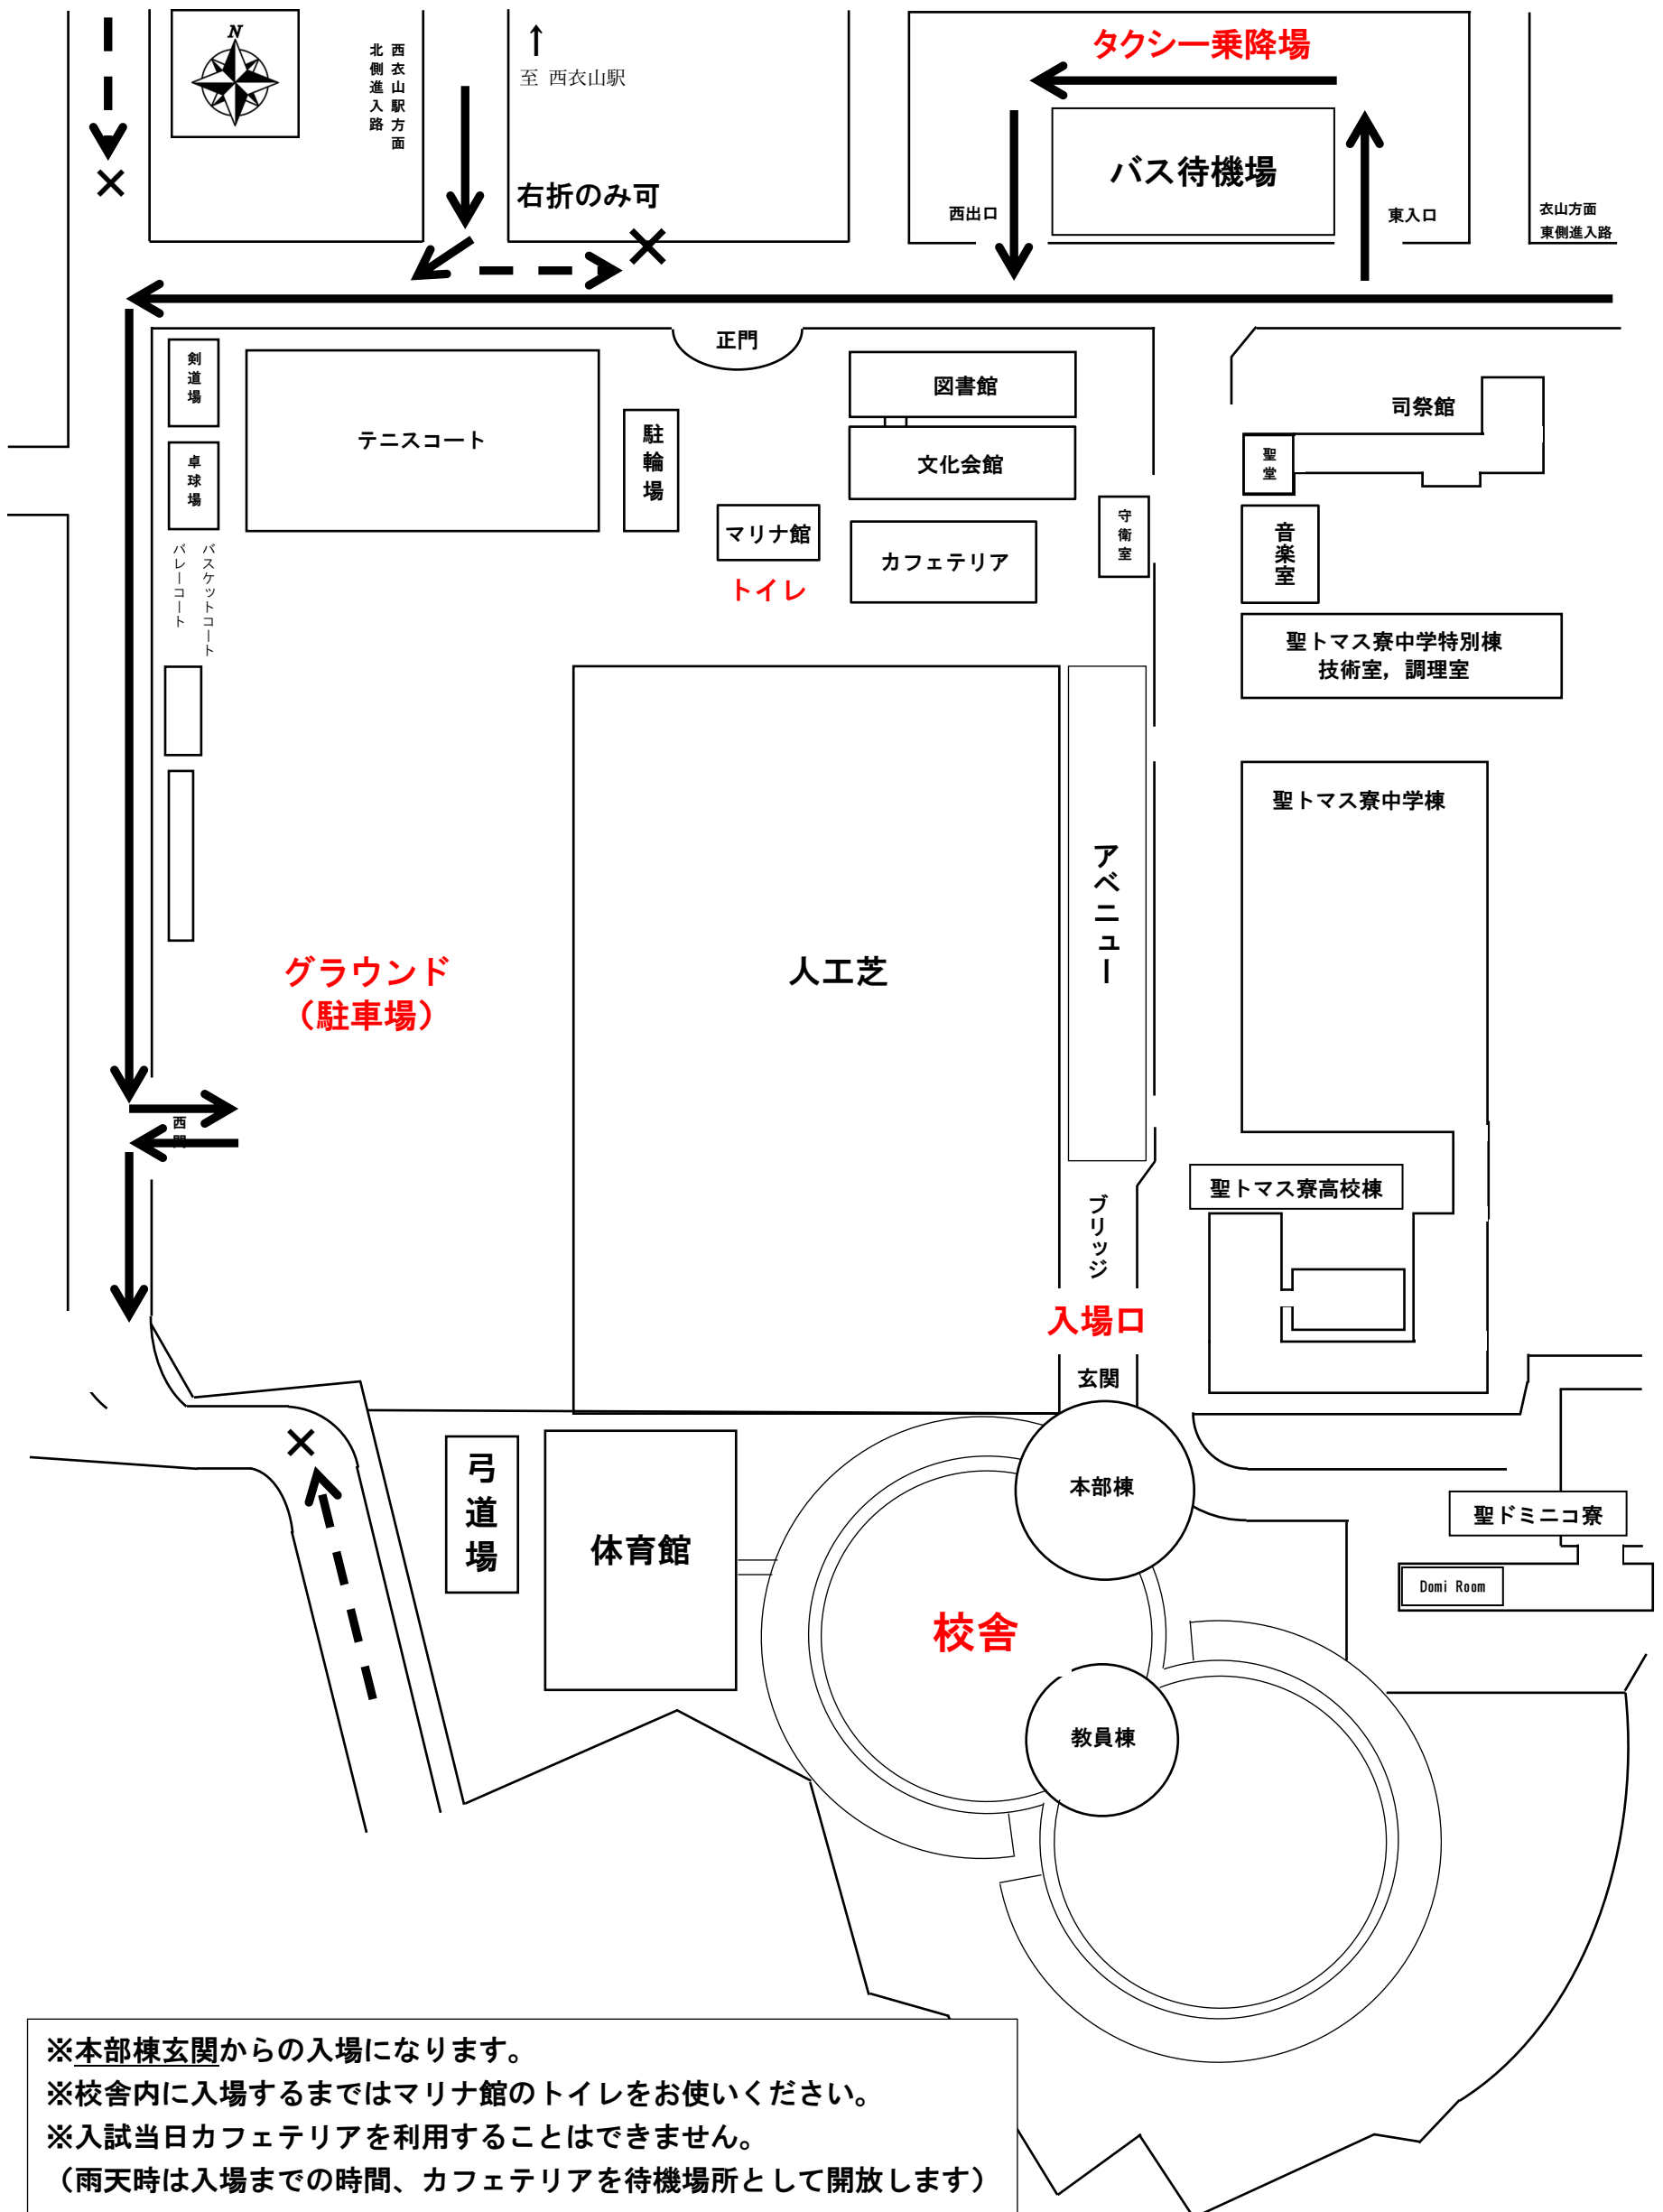 N
西衣山駅方面
北側進入路
↑
至 西衣山駅
右折のみ可
タクシー乗降場
バス待機場
西出口
東入口
衣山方面
東側進入路
正門
剣道場
卓球場
テニスコート
駐輪場
図書館
文化会館
マリナ館
トイレ
カフェテリア
守衛室
司祭館
聖堂
音楽室
聖トマス寮中学特別棟
技術室，調理室
バスケットコート
バレーコート
聖トマス寮中学棟
アベニュー
グラウンド
（駐車場）
人工芝
西門
聖トマス寮高校棟
ブリッジ
入場口
玄関
弓道場
体育館
本部棟
聖ドミニコ寮
Domi Room
校舎
教員棟
※本部棟玄関からの入場になります。
※校舎内に入場するまではマリナ館のトイレをお使いください。
※入試当日カフェテリアを利用することはできません。
（雨天時は入場までの時間、カフェテリアを待機場所として開放します）